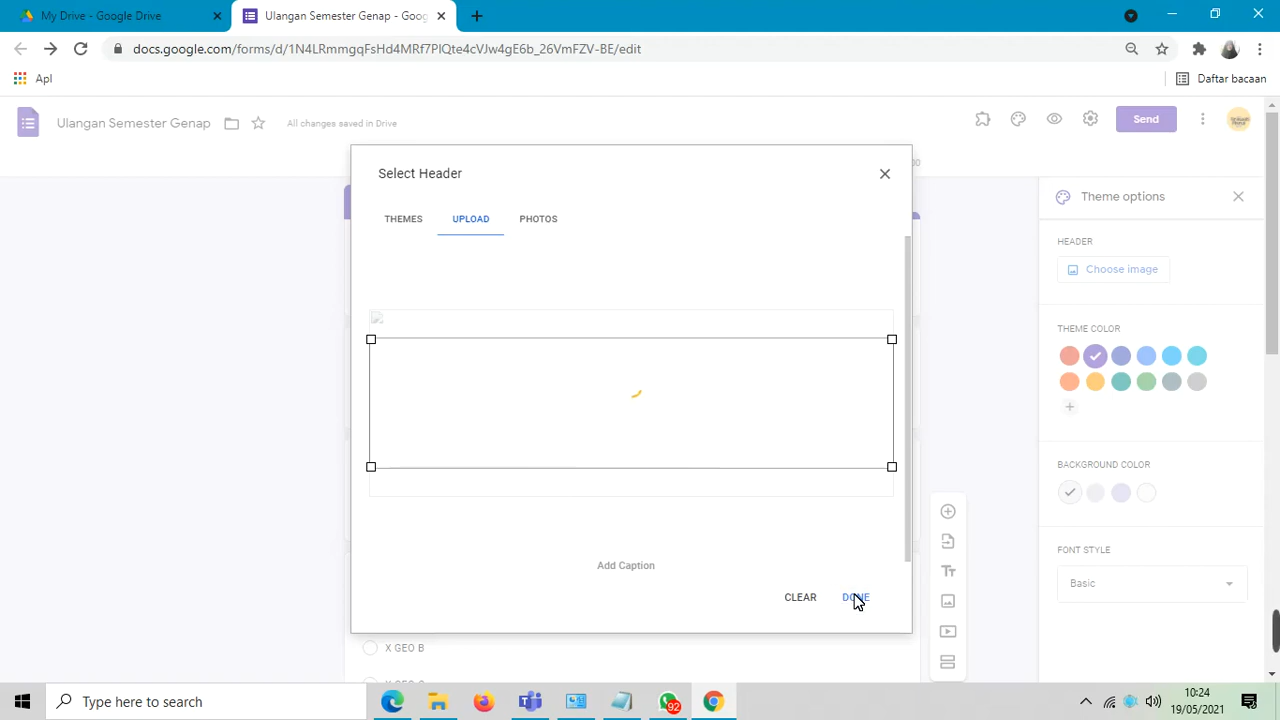 My Drive - Google Drive
Ulangan Semester Genap - Goog
docs.google.com/forms/d/1N4LRmmgqFsHd4MRf7PlQte4cVJw4gE6b_26VmFZV-BE/edit
Apl
Daftar bacaan
Ulangan Semester Genap
All changes saved in Drive
Send
Select Header
THEMES
UPLOAD
PHOTOS
Add Caption
CLEAR
DONE
X GEO B
Theme options
HEADER
Choose image
THEME COLOR
BACKGROUND COLOR
FONT STYLE
Basic
Type here to search
92
10:24
19/05/2021